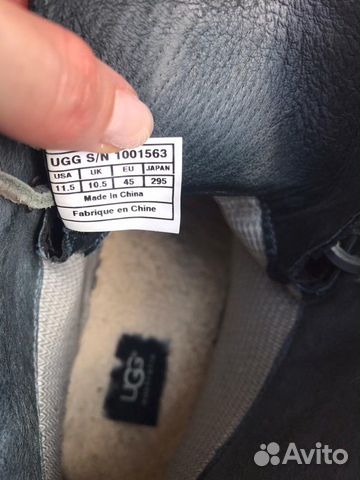 UGG S/N 1001563
USA UK EU JAPAN
11.5 10.5 45 295
Made in China
Fabrique en Chine
UGG
Avito